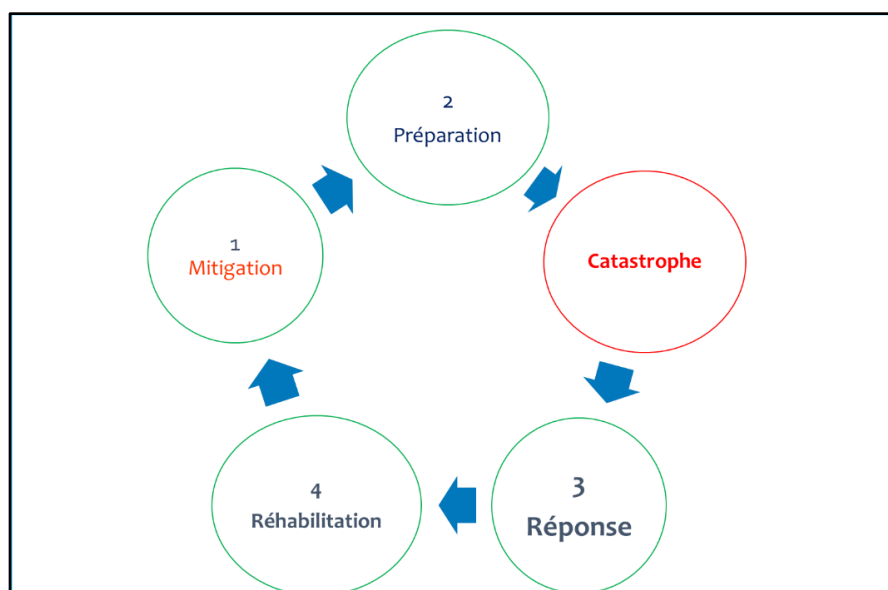 2
Préparation
1
Mitigation
Catastrophe
4
Réhabilitation
3
Réponse